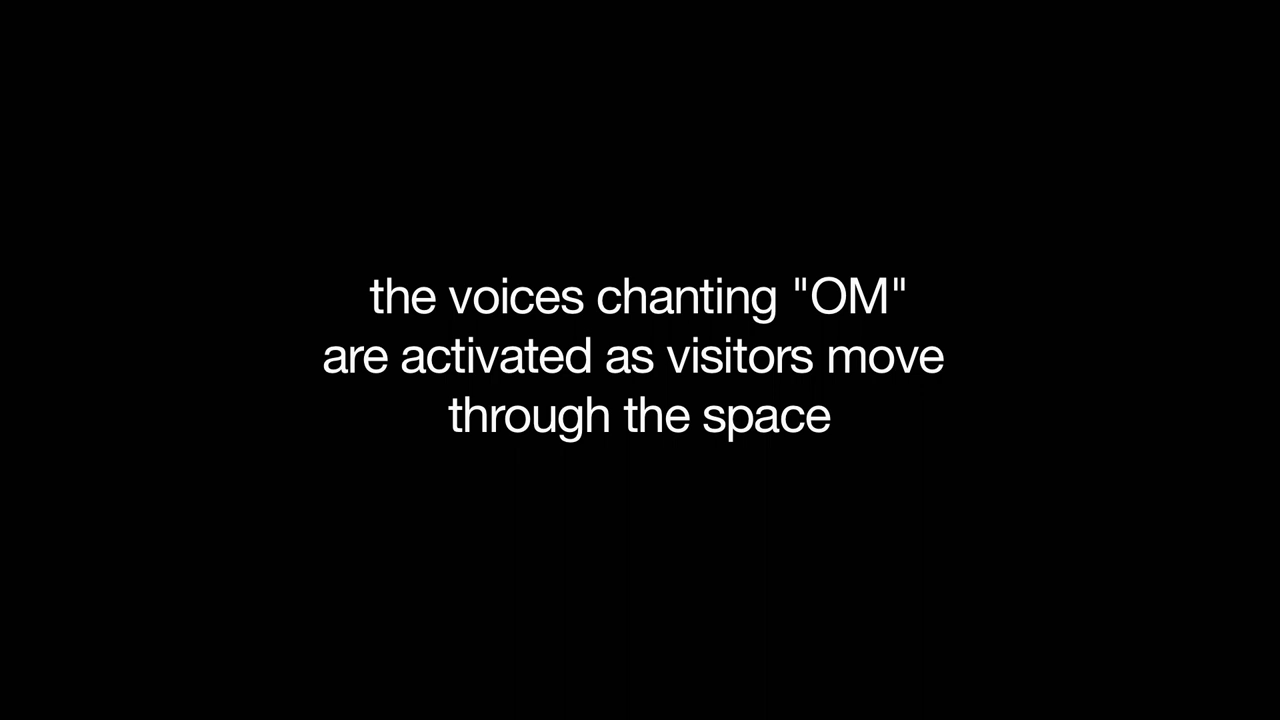 the voices chanting "OM"
are activated as visitors move
through the space